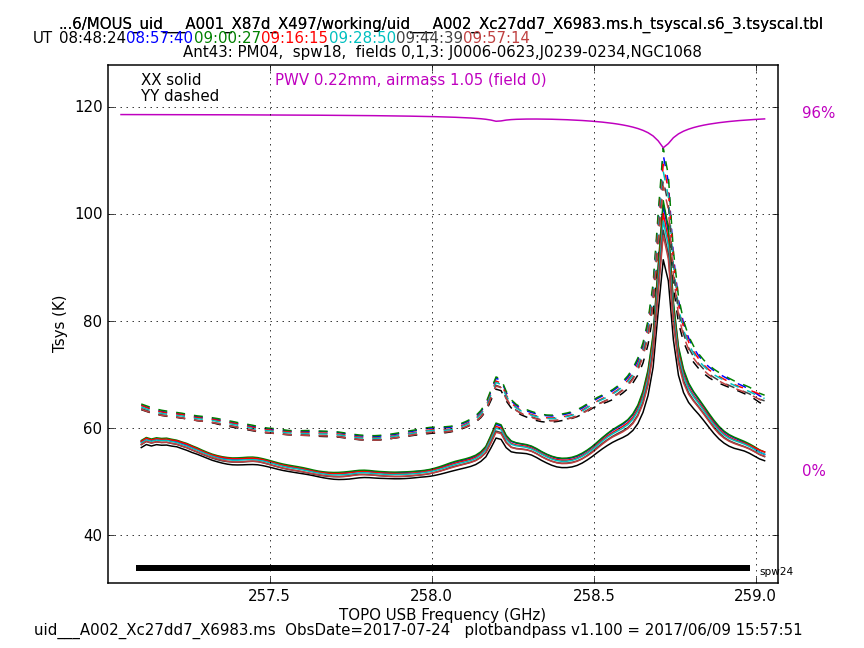 ...6/MOUS_uid___A001_X87d_X497/working/uid___A002_Xc27dd7_X6983.ms.h_tsyscal.s6_3.tsyscal.tbl
UT 08:48:24 08:57:40 09:00:27 09:16:15 09:28:50 09:44:39 09:57:14
Ant43: PM04, spw18, fields 0,1,3: J0006-0623,J0239-0234,NGC1068
XX solid
PWV 0.22mm, airmass 1.05 (field 0)
YY dashed
120
96%
100
80
Tsys (K)
60
0%
40
spw24
257.5
258.0
258.5
259.0
TOPO USB Frequency (GHz)
uid___A002_Xc27dd7_X6983.ms ObsDate=2017-07-24 plotbandpass v1.100 = 2017/06/09 15:57:51